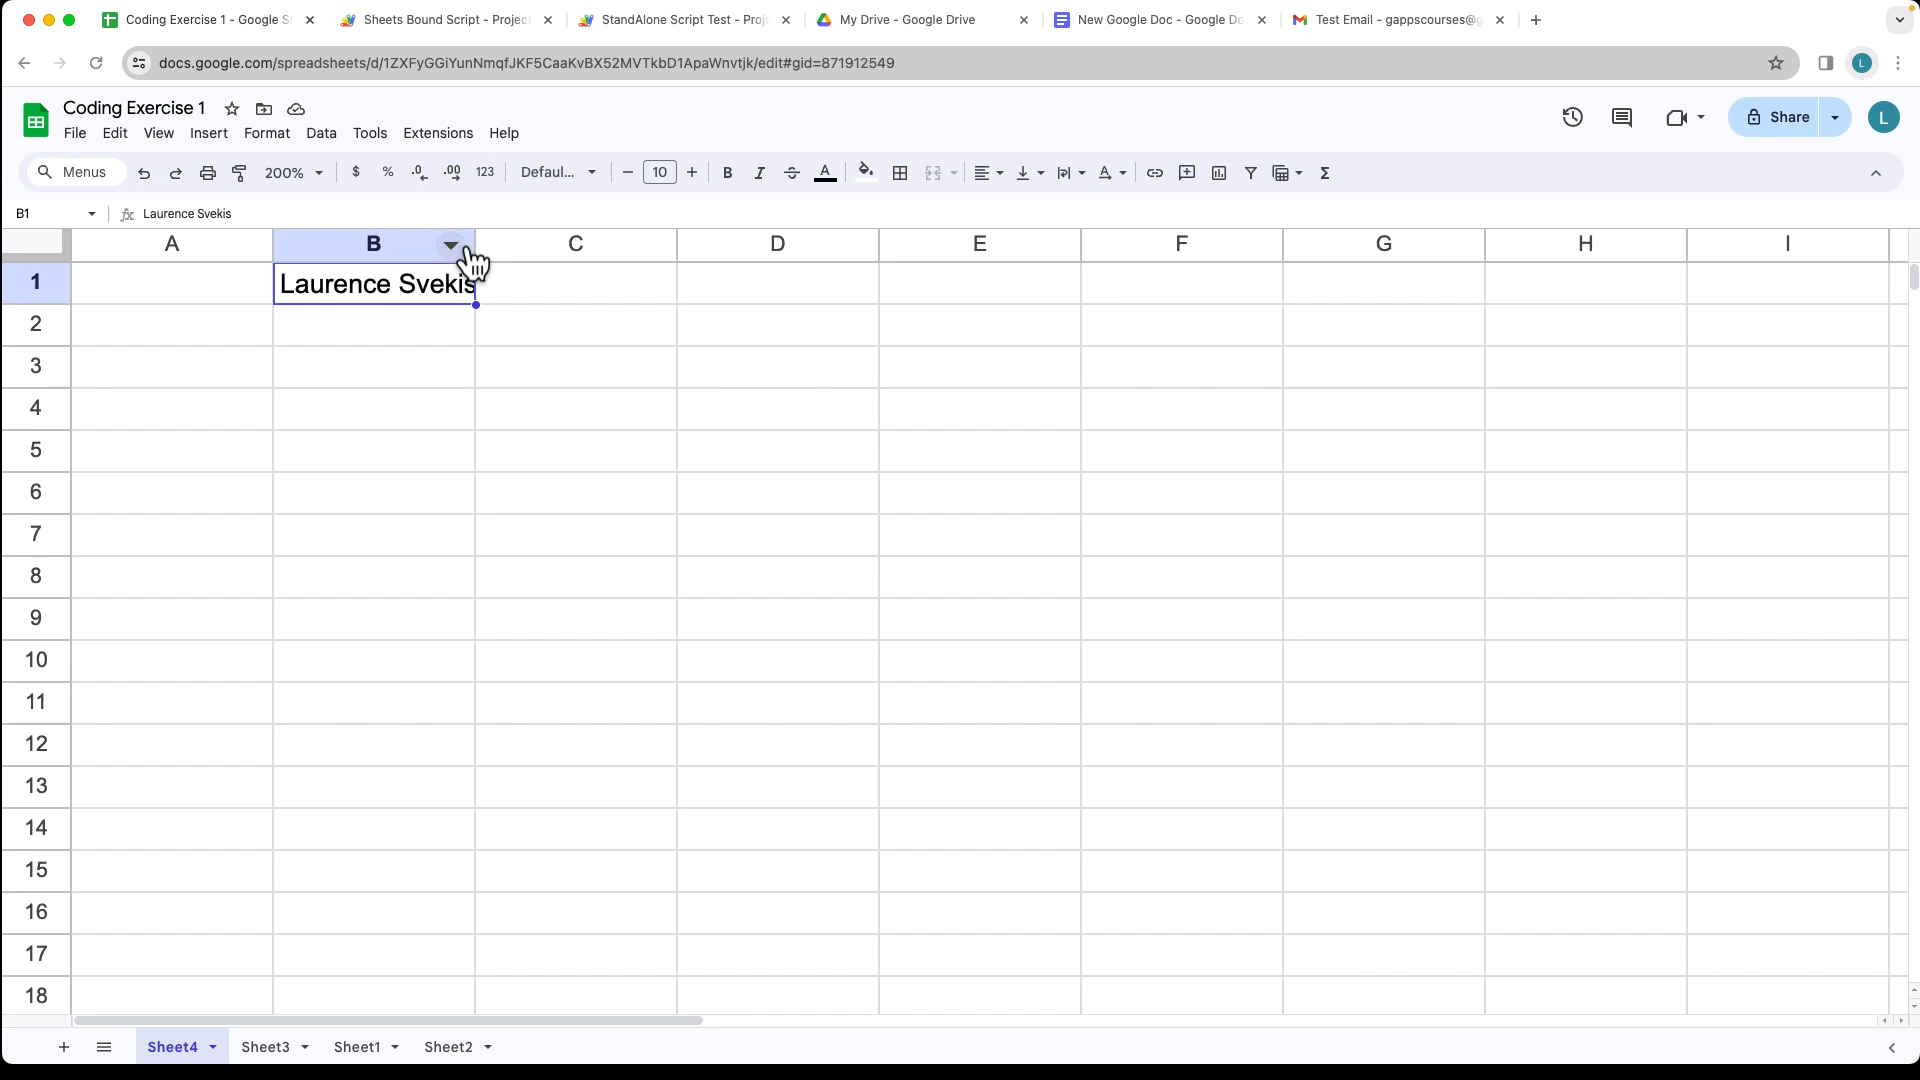 Coding Exercise 1 - Google S
Sheets Bound Script - Project
StandAlone Script Test - Proje
My Drive - Google Drive
New Google Doc - Google Do
Test Email - gappscourses@g
docs.google.com/spreadsheets/d/1ZXFyGGiYunNmqfJKF5CaaKvBX52MVTkbD1ApaWnvtjk/edit#gid=871912549
L
Coding Exercise 1
File Edit View Insert Format Data Tools Extensions Help
Share
L
Menus 200% $ % .0 .00 123 Defaul... 10 B I A
B1 fx Laurence Svekis
A B C D E F G H I
1 Laurence Svekis
2
3
4
5
6
7
8
9
10
11
12
13
14
15
16
17
18
Sheet4 Sheet3 Sheet1 Sheet2